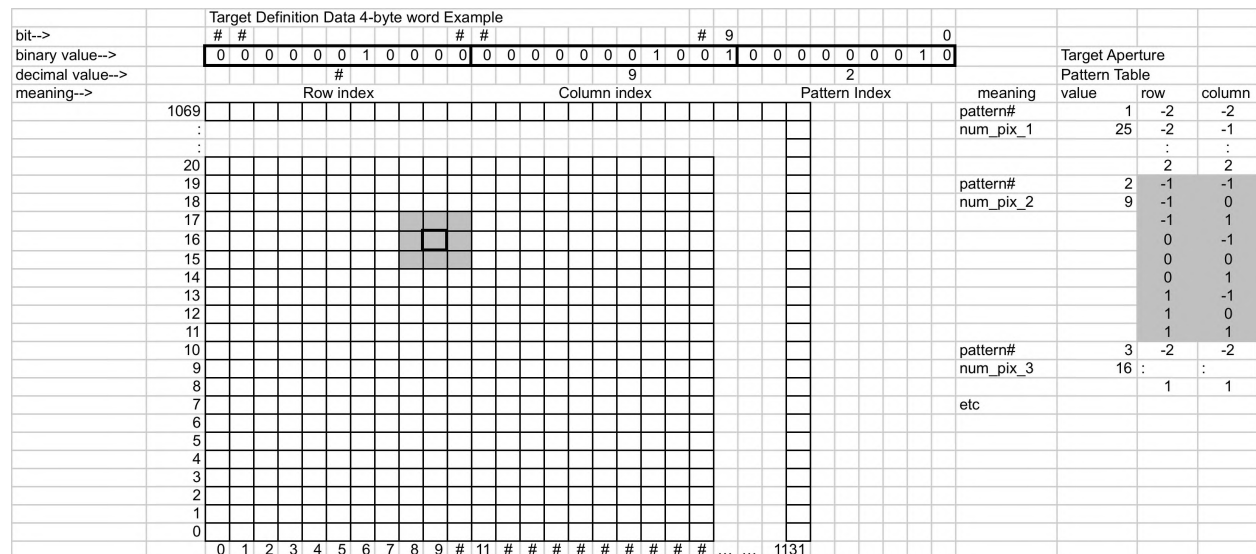 Target Definition Data 4-byte word Example
bit--> # # # # # 9 0
binary value--> 0 0 0 0 0 0 1 0 0 0 0 0 0 0 0 0 0 0 1 0 0 1 0 0 0 0 0 0 0 1 0 Target Aperture
decimal value--> # 9 2 Pattern Table
meaning--> Row index Column index Pattern Index meaning value row column
1069 pattern# 1 -2 -2
: num_pix_1 25 -2 -1
: : :
20 2 2
19 pattern# 2 -1 -1
18 num_pix_2 9 -1 0
17 -1 1
16 0 -1
15 0 0
14 0 1
13 1 -1
12 1 0
11 1 1
10 pattern# 3 -2 -2
9 num_pix_3 16 : :
8 1 1
7 etc
6
5
4
3
2
1
0
0 1 2 3 4 5 6 7 8 9 # 11 # # # # # # # # # ... ... 1131